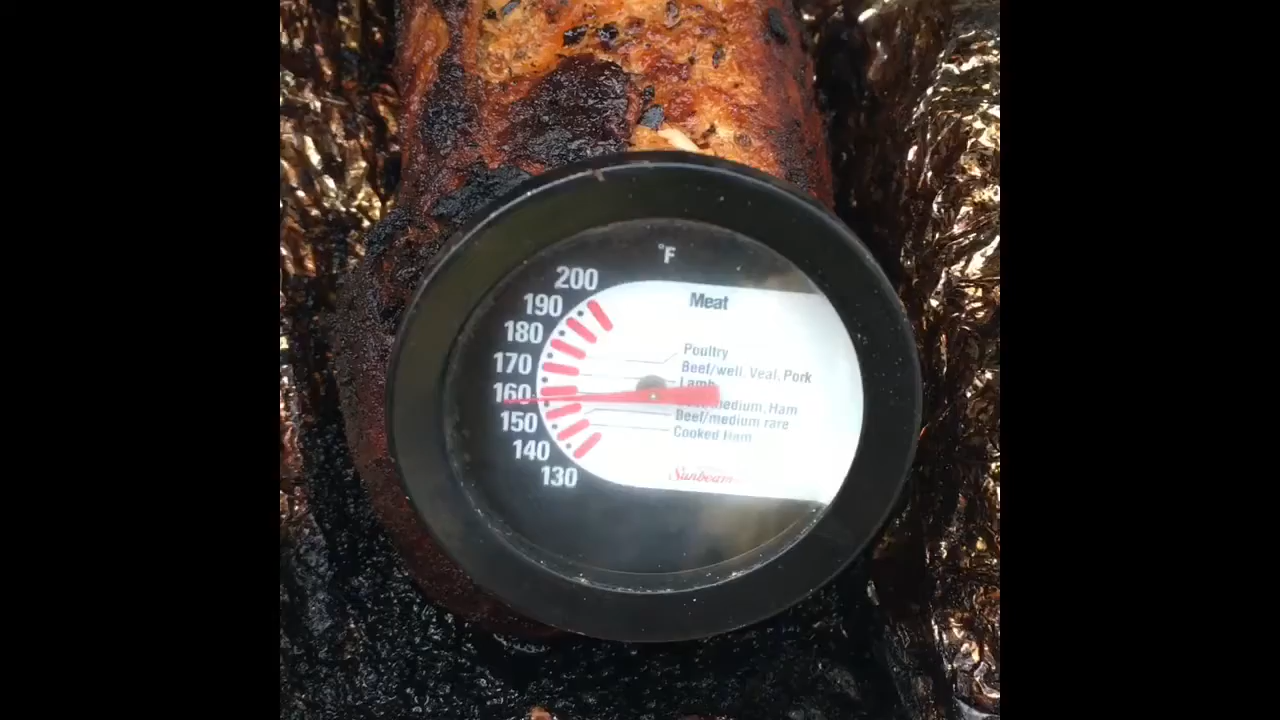 °F
200
190
180
170
160
150
140
130
Meat
Poultry
Beef/well, Veal, Pork
Lamb
medium, Ham
Beef/medium rare
Cooked Ham
Sunbeam